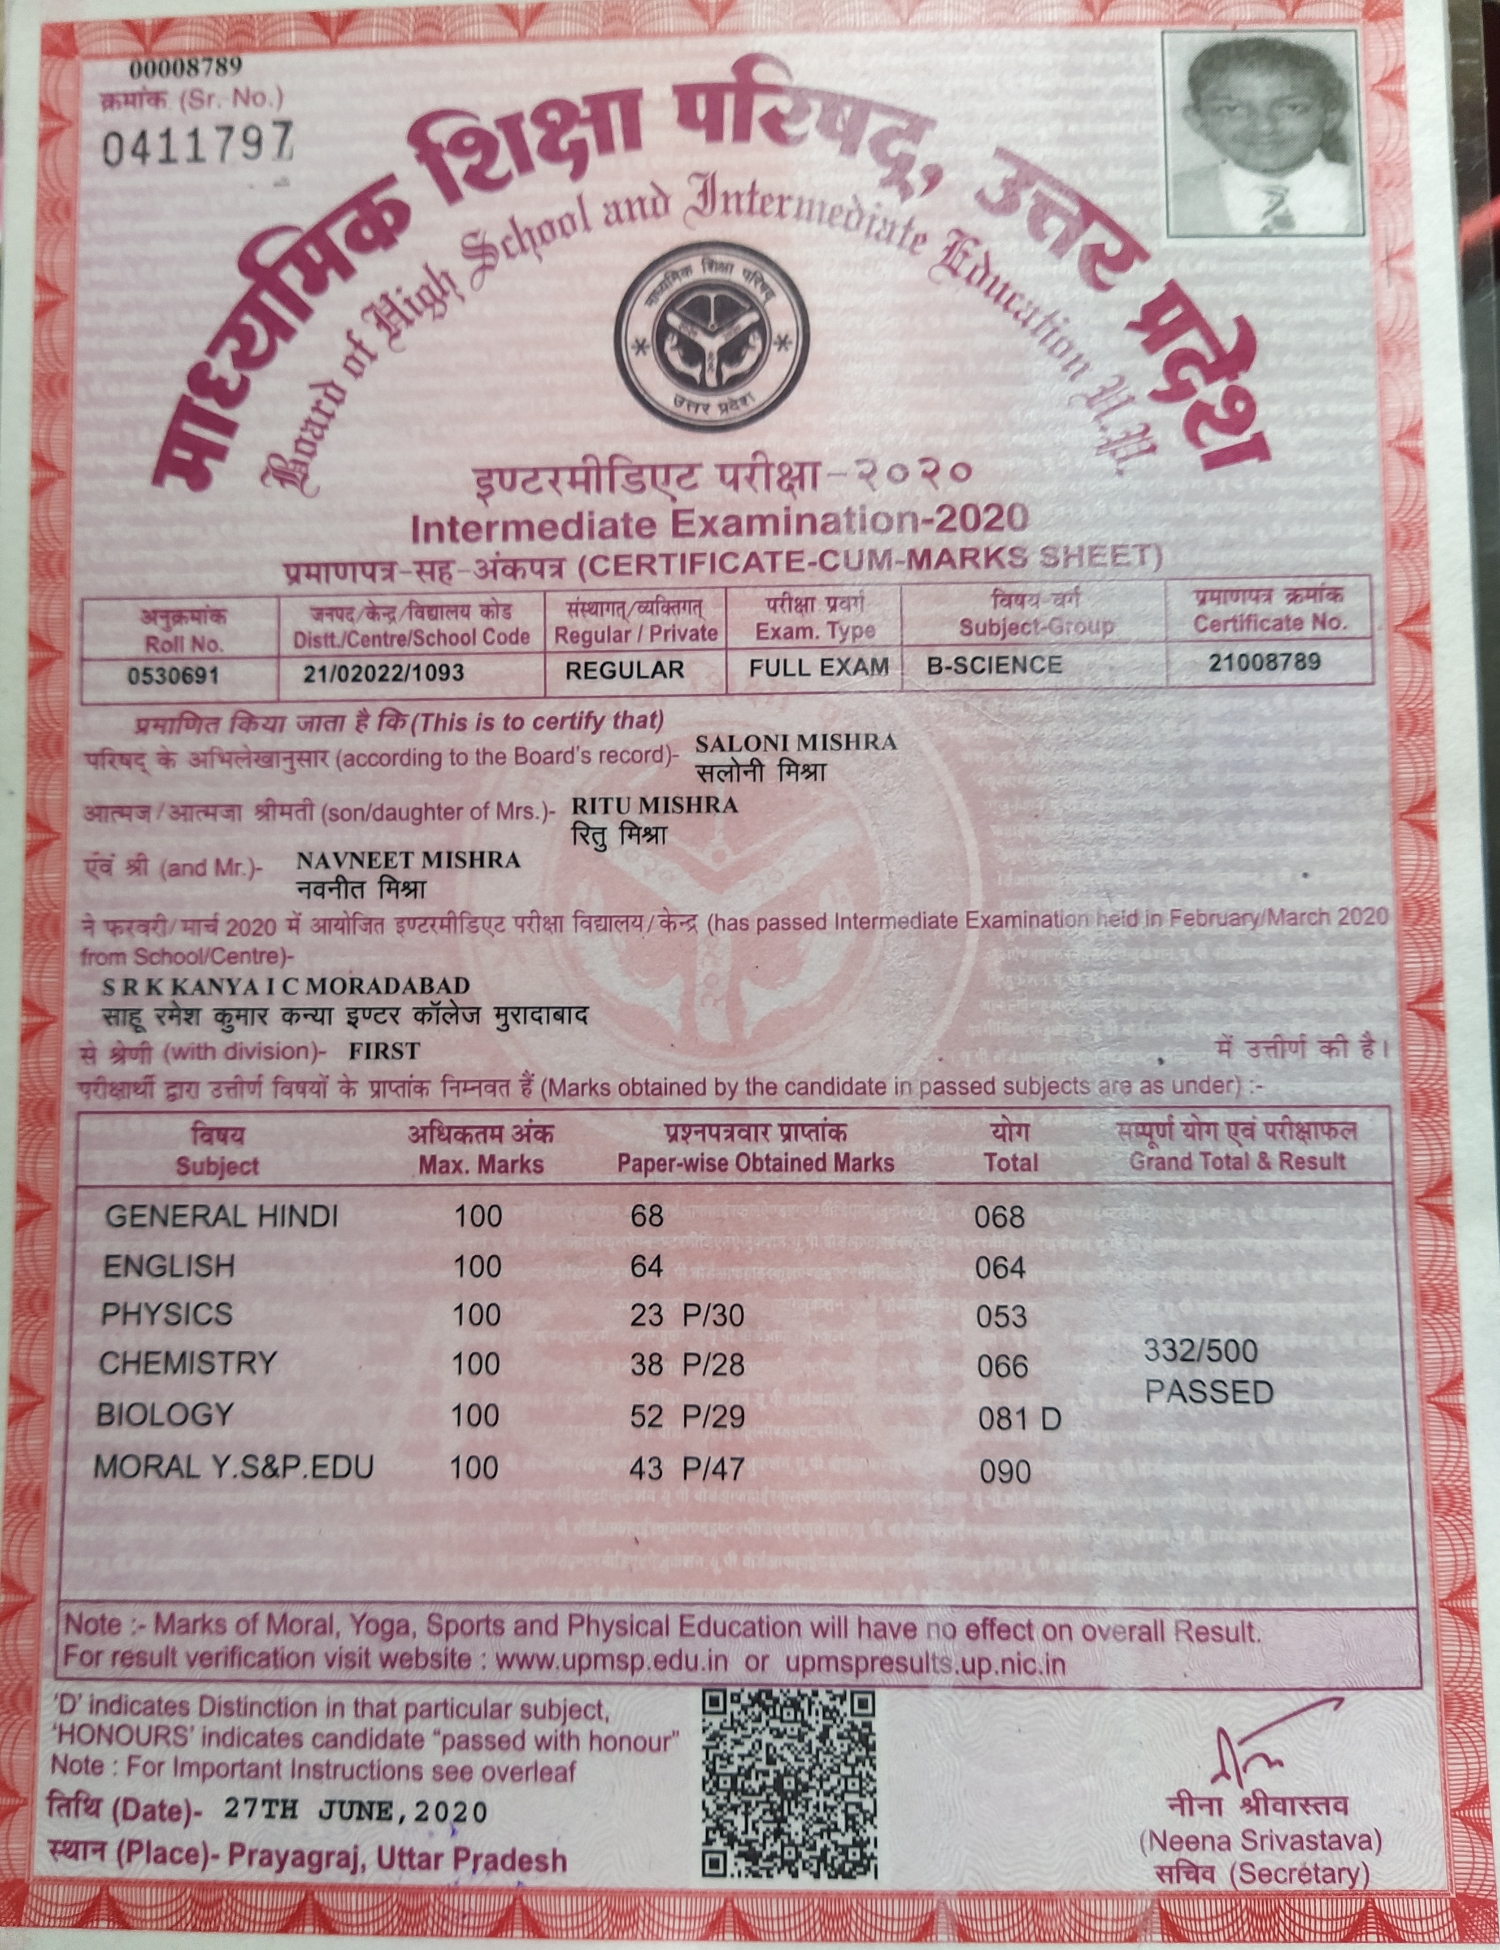 00008789
क्रमांक (Sr. No.)
0411797
माध्यमिक शिक्षा परिषद्, उत्तर प्रदेश
Board of High School and Intermediate Education U.P.
माध्यमिक शिक्षा परिषद्
उत्तर प्रदेश
इण्टरमीडिएट परीक्षा-२०२०
Intermediate Examination-2020
प्रमाणपत्र-सह-अंकपत्र (CERTIFICATE-CUM-MARKS SHEET)
अनुक्रमांक जनपद/केन्द्र/विद्यालय कोड संस्थागत्/व्यक्तिगत् परीक्षा प्रवर्ग विषय-वर्ग प्रमाणपत्र क्रमांक
Roll No. Distt./Centre/School Code Regular / Private Exam. Type Subject-Group Certificate No.
0530691 21/02022/1093 REGULAR FULL EXAM B-SCIENCE 21008789
प्रमाणित किया जाता है कि (This is to certify that)
परिषद् के अभिलेखानुसार (according to the Board's record)- SALONI MISHRA
सलोनी मिश्रा
आत्मज/आत्मजा श्रीमती (son/daughter of Mrs.)- RITU MISHRA
रितु मिश्रा
एंवं श्री (and Mr.)- NAVNEET MISHRA
नवनीत मिश्रा
ने फरवरी/मार्च 2020 में आयोजित इण्टरमीडिएट परीक्षा विद्यालय/केन्द्र (has passed Intermediate Examination held in February/March 2020
from School/Centre)-
S R K KANYA I C MORADABAD
साहू रमेश कुमार कन्या इण्टर कॉलेज मुरादाबाद
से श्रेणी (with division)- FIRST में उत्तीर्ण की है।
परीक्षार्थी द्वारा उत्तीर्ण विषयों के प्राप्तांक निम्नवत हैं (Marks obtained by the candidate in passed subjects are as under) :-
विषय अधिकतम अंक प्रश्नपत्रवार प्राप्तांक योग सम्पूर्ण योग एवं परीक्षाफल
Subject Max. Marks Paper-wise Obtained Marks Total Grand Total & Result
GENERAL HINDI 100 68 068
ENGLISH 100 64 064
PHYSICS 100 23 P/30 053
332/500
CHEMISTRY 100 38 P/28 066
PASSED
BIOLOGY 100 52 P/29 081 D
MORAL Y.S&P.EDU 100 43 P/47 090
Note :- Marks of Moral, Yoga, Sports and Physical Education will have no effect on overall Result.
For result verification visit website : www.upmsp.edu.in or upmspresults.up.nic.in
'D' indicates Distinction in that particular subject,
'HONOURS' indicates candidate "passed with honour"
Note : For Important Instructions see overleaf
तिथि (Date)- 27TH JUNE,2020
स्थान (Place)- Prayagraj, Uttar Pradesh
नीना श्रीवास्तव
(Neena Srivastava)
सचिव (Secretary)